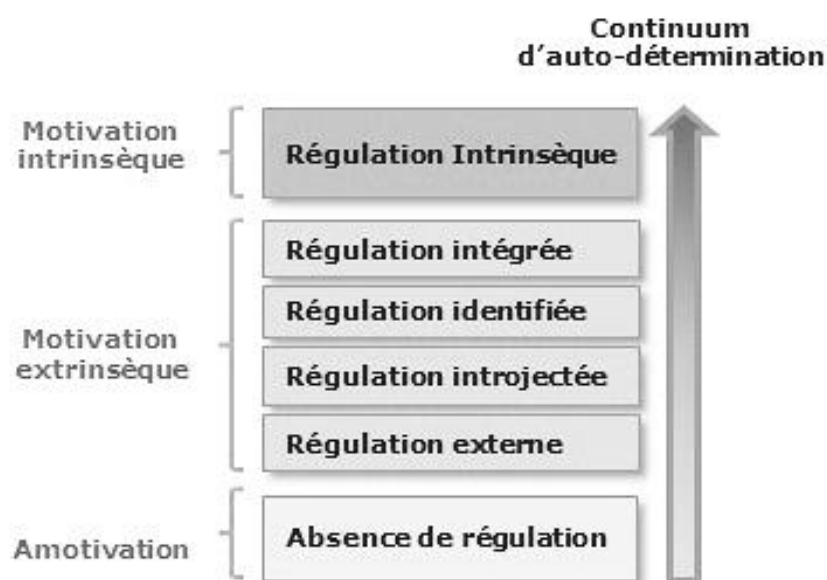 Continuum
d'auto-détermination
Motivation
intrinsèque
Régulation Intrinsèque
Régulation intégrée
Régulation identifiée
Motivation
extrinsèque
Régulation introjectée
Régulation externe
Amotivation
Absence de régulation